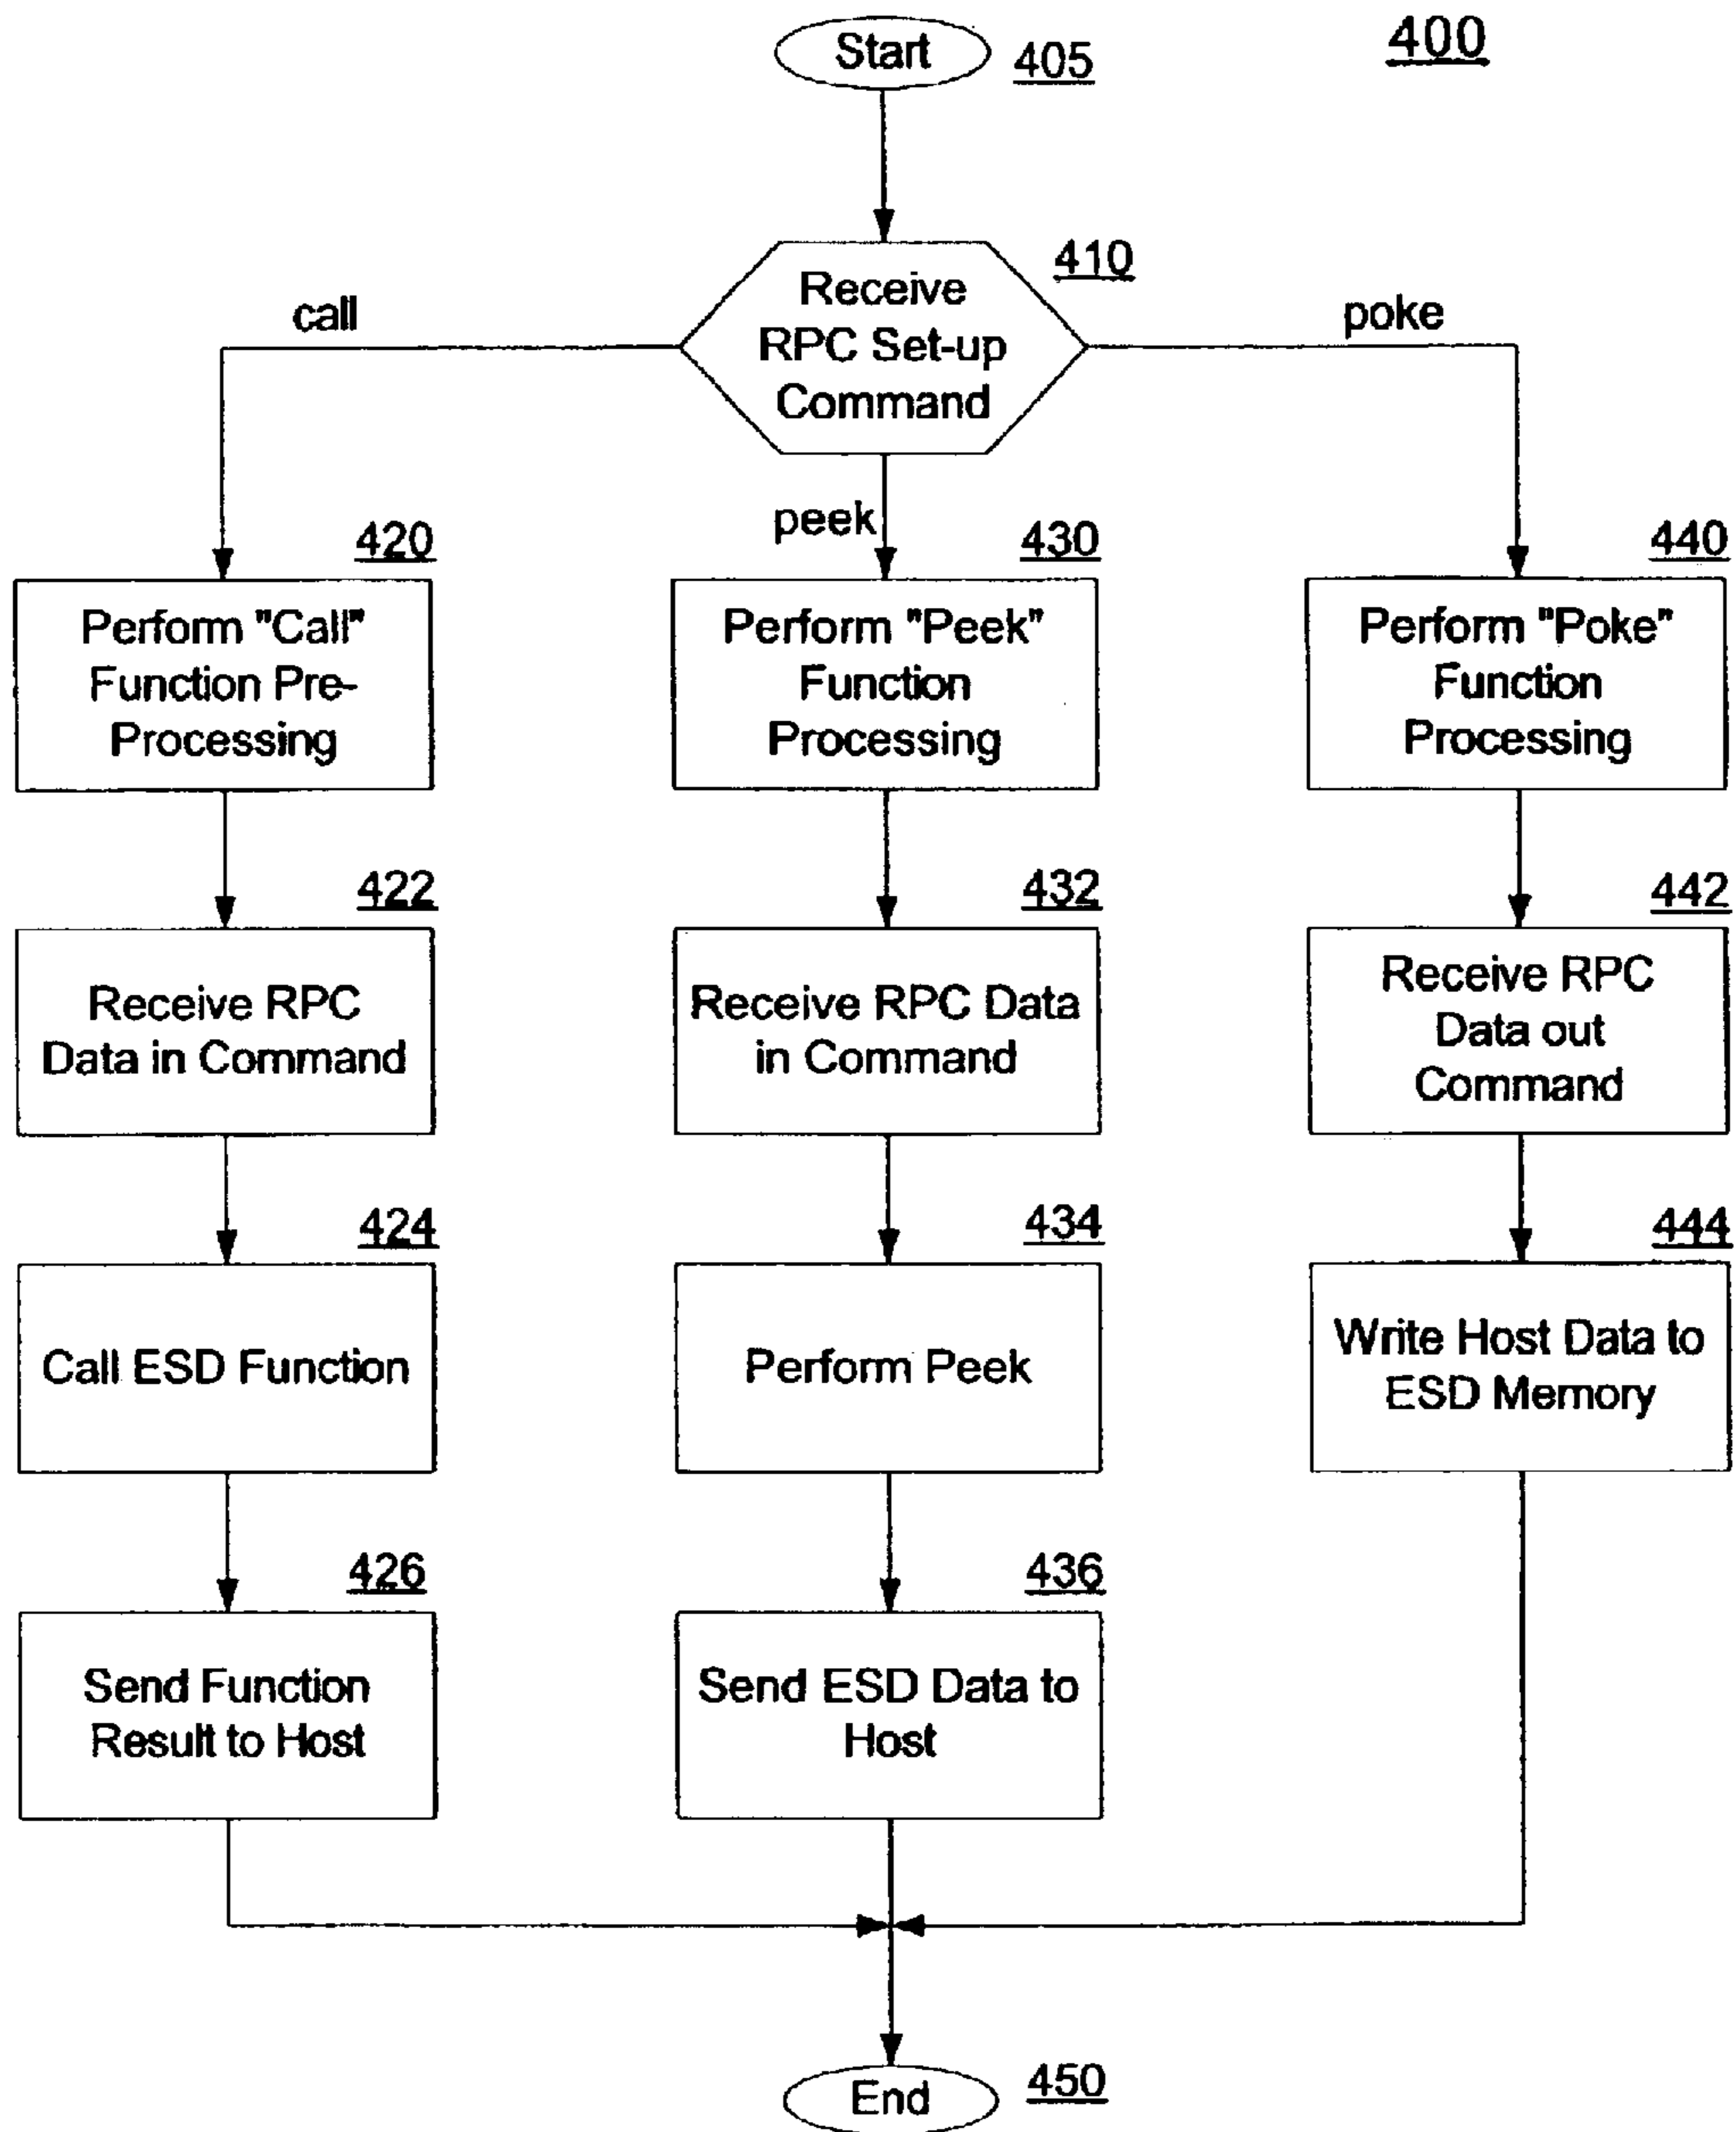 400
Start
405
410
Receive
RPC Set-up
Command
call
poke
peek
420
Perform "Call"
Function Pre-
Processing
430
Perform "Peek"
Function
Processing
440
Perform "Poke"
Function
Processing
422
Receive RPC
Data in Command
432
Receive RPC Data
in Command
442
Receive RPC
Data out
Command
424
Call ESD Function
434
Perform Peek
444
Write Host Data to
ESD Memory
426
Send Function
Result to Host
436
Send ESD Data to
Host
End
450